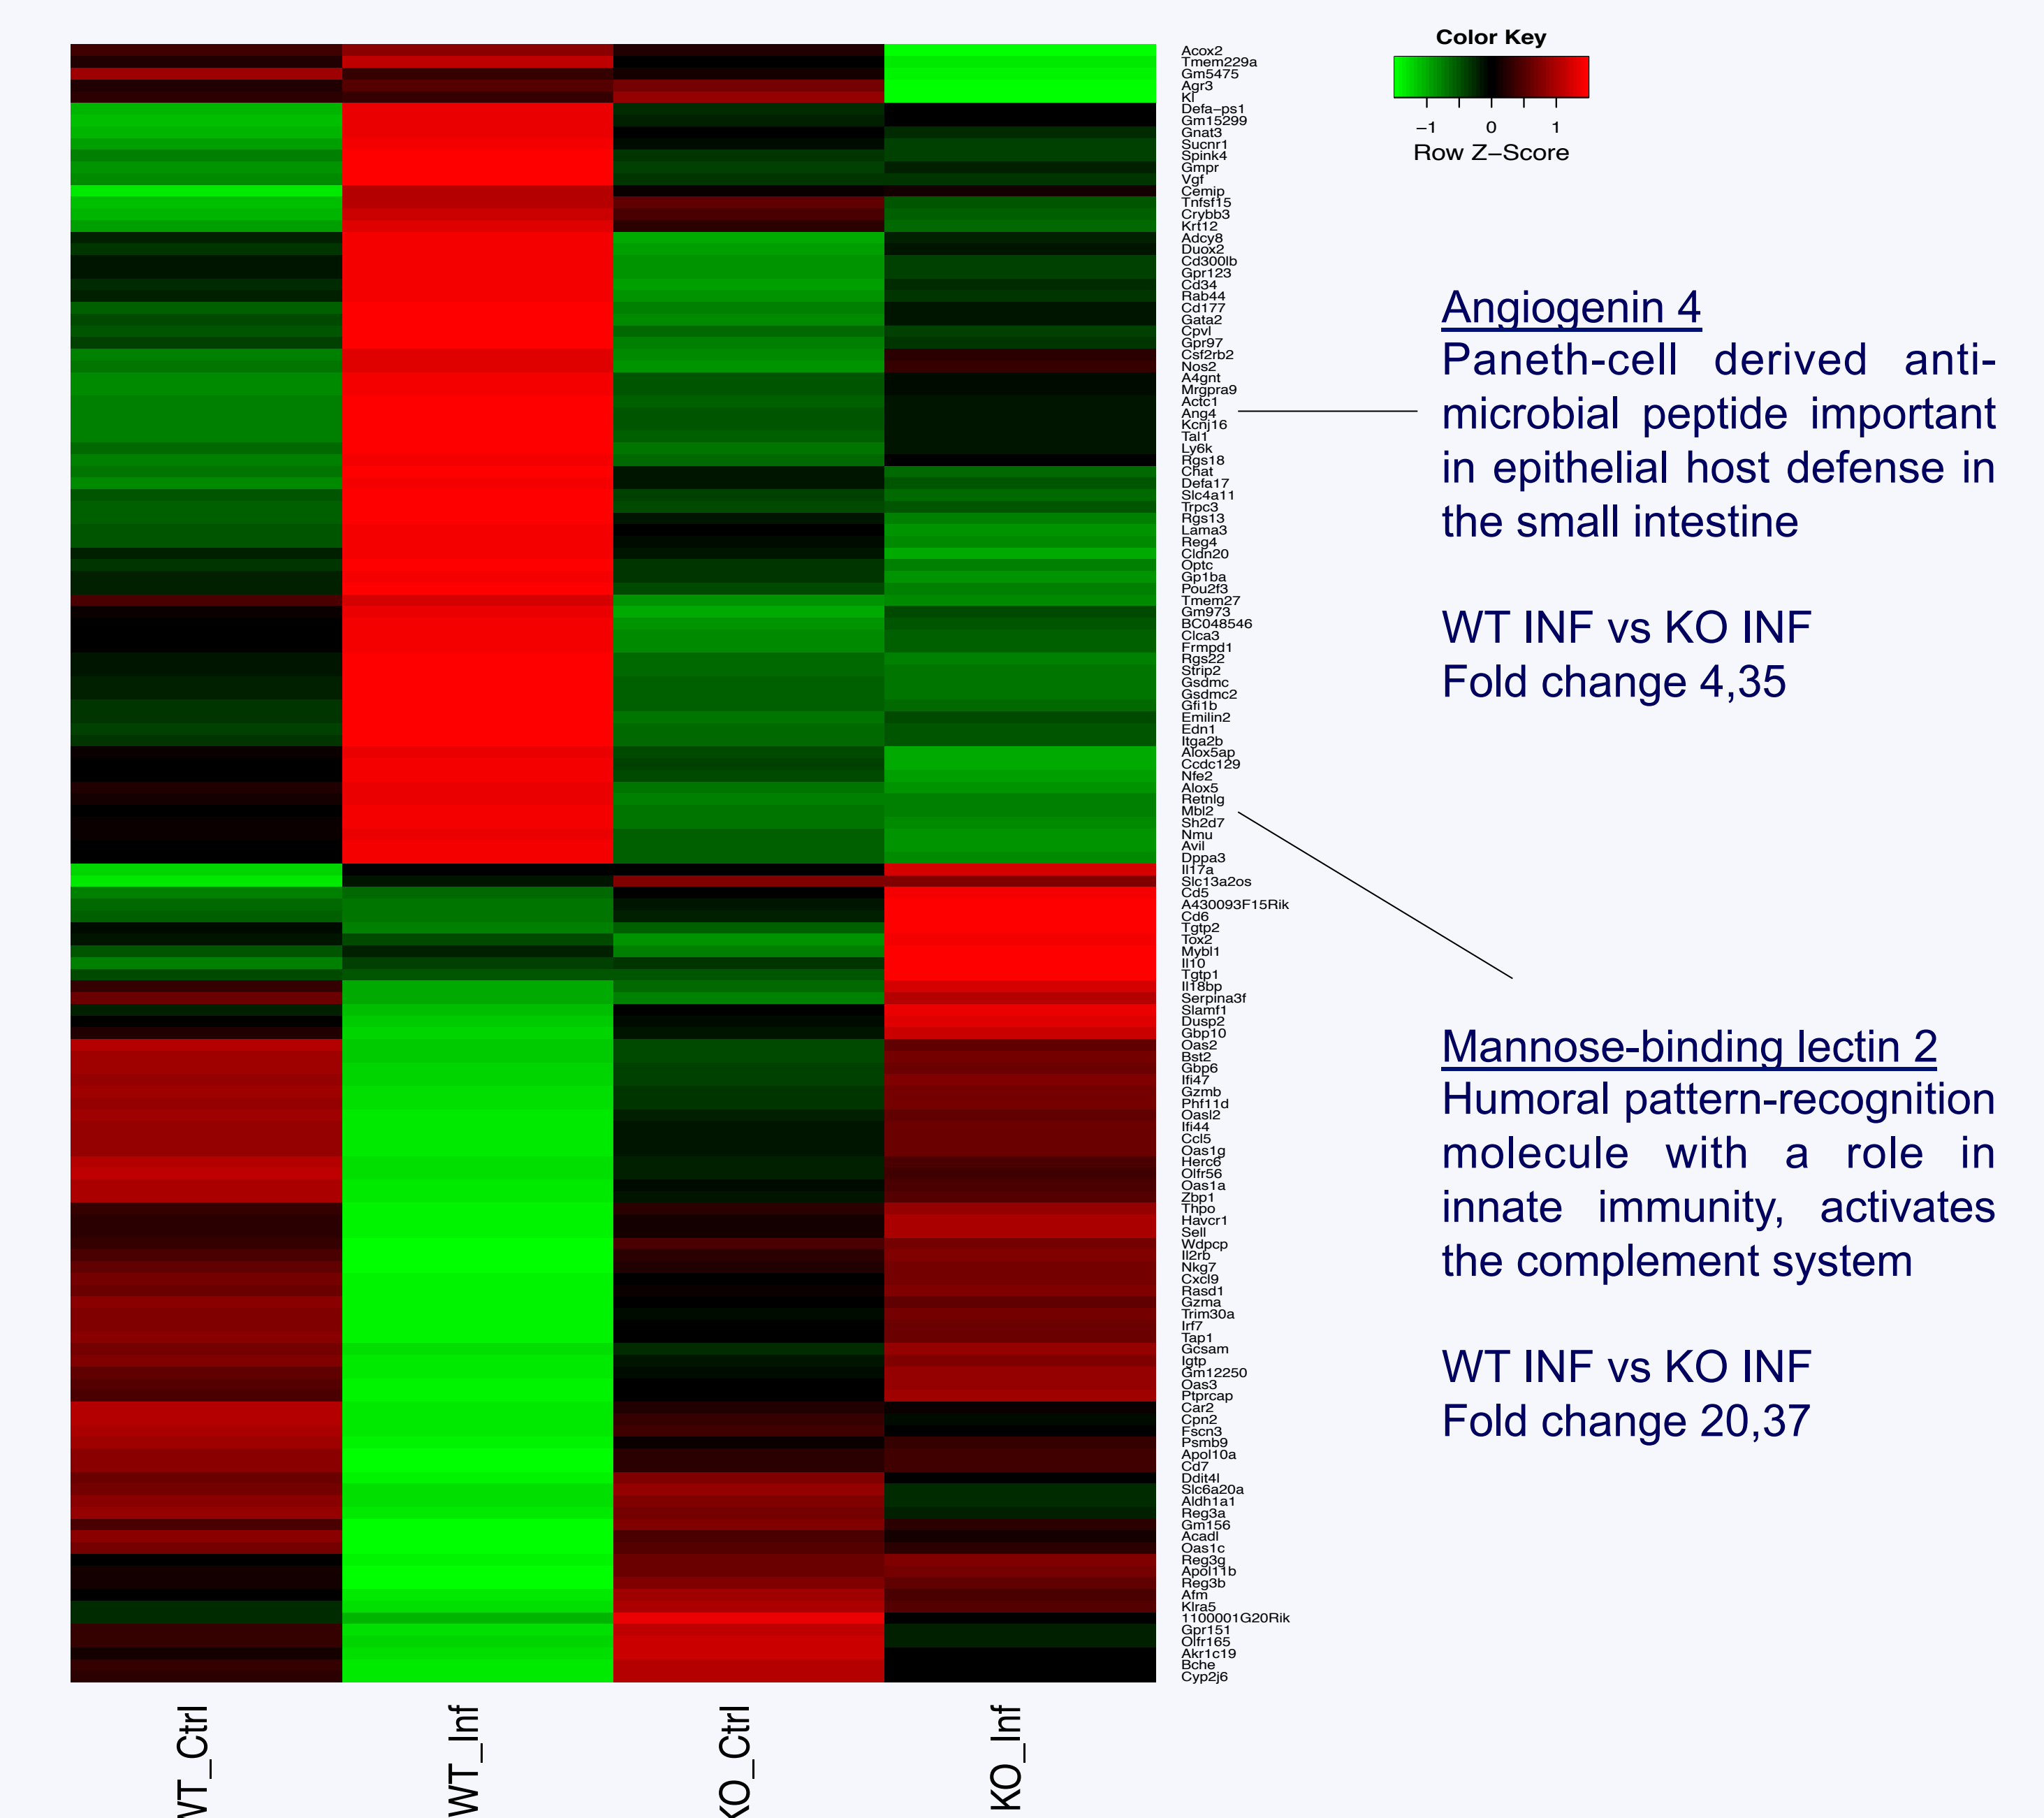 Color Key
−1 0 1
Row Z−Score
Acox2
Tmem229a
Gm5475
Agr3
Kl
Defa−ps1
Gm15299
Gnat3
Sucnr1
Spink4
Gmpr
Vgf
Cemip
Tnfsf15
Crybb3
Krt12
Adcy8
Duox2
Cd300lb
Gpr123
Cd34
Rab44
Cd177
Gata2
Cpvl
Gpr97
Csf2rb2
Nos2
A4gnt
Mrgpra9
Actc1
Ang4
Kcnj16
Tal1
Ly6k
Rgs18
Chat
Defa17
Slc4a11
Trpc3
Rgs13
Lama3
Reg4
Cldn20
Optc
Gp1ba
Pou2f3
Tmem27
Gm973
BC048546
Clca3
Frmpd1
Rgs22
Strip2
Gsdmc
Gsdmc2
Gfi1b
Emilin2
Edn1
Itga2b
Alox5ap
Ccdc129
Nfe2
Alox5
Retnlg
Mbl2
Sh2d7
Nmu
Avil
Dppa3
Il17a
Slc13a2os
Cd5
A430093F15Rik
Cd6
Tgtp2
Tox2
Mybl1
Il10
Tgtp1
Il18bp
Serpina3f
Slamf1
Dusp2
Gbp10
Oas2
Bst2
Gbp6
Ifi47
Gzmb
Phf11d
Oasl2
Ifi44
Ccl5
Oas1g
Herc6
Olfr56
Oas1a
Zbp1
Thpo
Havcr1
Sell
Wdpcp
Il2rb
Nkg7
Cxcl9
Rasd1
Gzma
Trim30a
Irf7
Tap1
Gcsam
Igtp
Gm12250
Oas3
Ptprcap
Car2
Cpn2
Fscn3
Psmb9
Apol10a
Cd7
Ddit4l
Slc6a20a
Aldh1a1
Reg3a
Gm156
Acadl
Oas1c
Reg3g
Apol11b
Reg3b
Afm
Klra5
1100001G20Rik
Gpr151
Olfr165
Akr1c19
Bche
Cyp2j6
Angiogenin 4
Paneth-cell derived anti-
microbial peptide important
in epithelial host defense in
the small intestine
WT INF vs KO INF
Fold change 4,35
Mannose-binding lectin 2
Humoral pattern-recognition
molecule with a role in
innate immunity, activates
the complement system
WT INF vs KO INF
Fold change 20,37
WT_Ctrl
WT_Inf
KO_Ctrl
KO_Inf